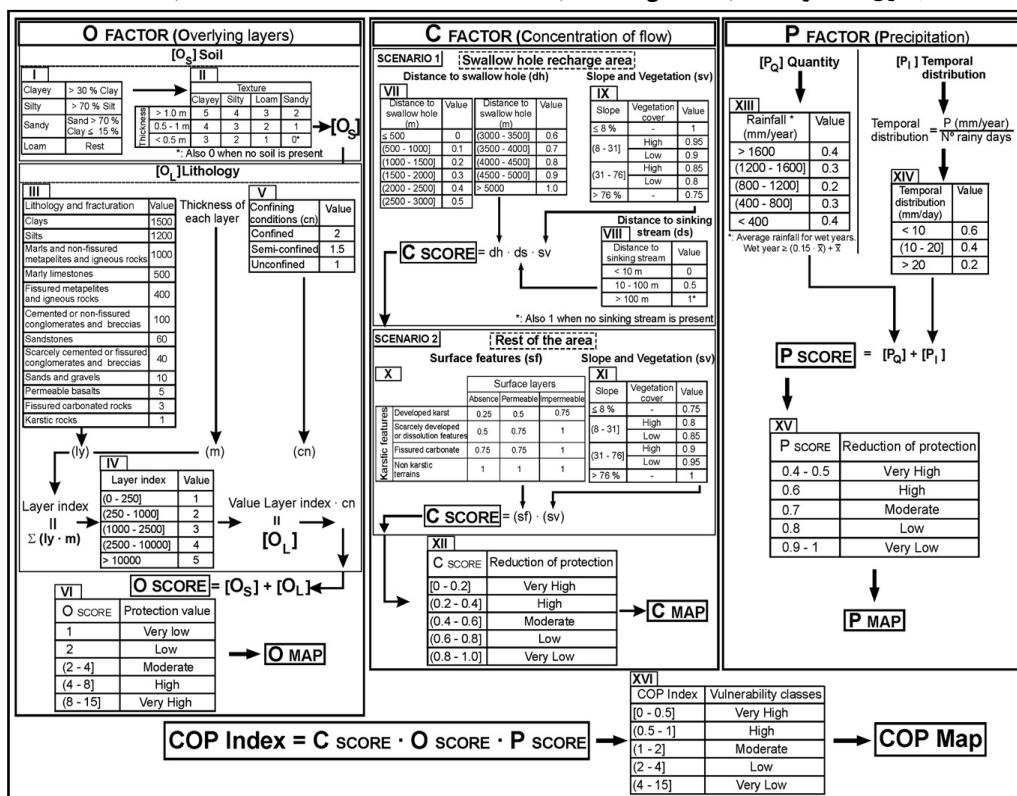 O FACTOR (Overlying layers)
[OS] Soil
I
Clayey > 30 % Clay
Silty > 70 % Silt
Sandy Sand > 70 % Clay ≤ 15 %
Loam Rest
II
Texture
Clayey Silty Loam Sandy
Thickness
> 1.0 m 5 4 3 2
0.5 - 1 m 4 3 2 1
< 0.5 m 3 2 1 0*
*: Also 0 when no soil is present
[OS]
[OL] Lithology
III
Lithology and fracturation Value
Clays 1500
Silts 1200
Marls and non-fissured metapelites and igneous rocks 1000
Marly limestones 500
Fissured metapelites and igneous rocks 400
Cemented or non-fissured conglomerates and breccias 100
Sandstones 60
Scarcely cemented or fissured conglomerates and breccias 40
Sands and gravels 10
Permeable basalts 5
Fissured carbonated rocks 3
Karstic rocks 1
Thickness of
each layer
V
Confining conditions (cn) Value
Confined 2
Semi-confined 1.5
Unconfined 1
(ly) (m) (cn)
Layer index
=
Σ (ly · m)
IV
Layer index Value
(0 - 250] 1
(250 - 1000] 2
(1000 - 2500] 3
(2500 - 10000] 4
> 10000 5
Value Layer index · cn
=
[OL]
O SCORE = [OS] + [OL]
VI
O SCORE Protection value
1 Very low
2 Low
(2 - 4] Moderate
(4 - 8] High
(8 - 15] Very High
O MAP
C FACTOR (Concentration of flow)
SCENARIO 1 Swallow hole recharge area
Distance to swallow hole (dh)
VII
Distance to swallow hole (m) Value Distance to swallow hole (m) Value
≤ 500 0 (3000 - 3500] 0.6
(500 - 1000] 0.1 (3500 - 4000] 0.7
(1000 - 1500] 0.2 (4000 - 4500] 0.8
(1500 - 2000] 0.3 (4500 - 5000] 0.9
(2000 - 2500] 0.4 > 5000 1.0
(2500 - 3000] 0.5
Slope and Vegetation (sv)
IX
Slope Vegetation cover Value
≤ 8 % - 1
(8 - 31] High 0.95
Low 0.9
(31 - 76] High 0.85
Low 0.8
> 76 % - 0.75
Distance to sinking
stream (ds)
VIII
Distance to sinking stream Value
< 10 m 0
10 - 100 m 0.5
> 100 m 1*
*: Also 1 when no sinking stream is present
C SCORE = dh · ds · sv
SCENARIO 2 Rest of the area
Surface features (sf)
X
Surface layers
Absence Permeable Impermeable
Karstic features
Developed karst 0.25 0.5 0.75
Scarcely developed or dissolution features 0.5 0.75 1
Fissured carbonate 0.75 0.75 1
Non karstic terrains 1 1 1
Slope and Vegetation (sv)
XI
Slope Vegetation cover Value
≤ 8 % - 0.75
(8 - 31] High 0.8
Low 0.85
(31 - 76] High 0.9
Low 0.95
> 76 % - 1
C SCORE = (sf) · (sv)
XII
C SCORE Reduction of protection
[0 - 0.2] Very High
(0.2 - 0.4] High
(0.4 - 0.6] Moderate
(0.6 - 0.8] Low
(0.8 - 1.0] Very Low
C MAP
P FACTOR (Precipitation)
[PQ] Quantity
XIII
Rainfall * (mm/year) Value
> 1600 0.4
(1200 - 1600] 0.3
(800 - 1200] 0.2
(400 - 800] 0.3
< 400 0.4
*: Average rainfall for wet years.
Wet year ≥ (0.15 · x̄) + x̄
[PI] Temporal
distribution
Temporal distribution = P (mm/year) / Nº rainy days
XIV
Temporal distribution (mm/day) Value
< 10 0.6
(10 - 20] 0.4
> 20 0.2
P SCORE = [PQ] + [PI]
XV
P SCORE Reduction of protection
0.4 - 0.5 Very High
0.6 High
0.7 Moderate
0.8 Low
0.9 - 1 Very Low
P MAP
COP Index = C SCORE · O SCORE · P SCORE
XVI
COP Index Vulnerability classes
[0 - 0.5] Very High
(0.5 - 1] High
(1 - 2] Moderate
(2 - 4] Low
(4 - 15] Very Low
COP Map